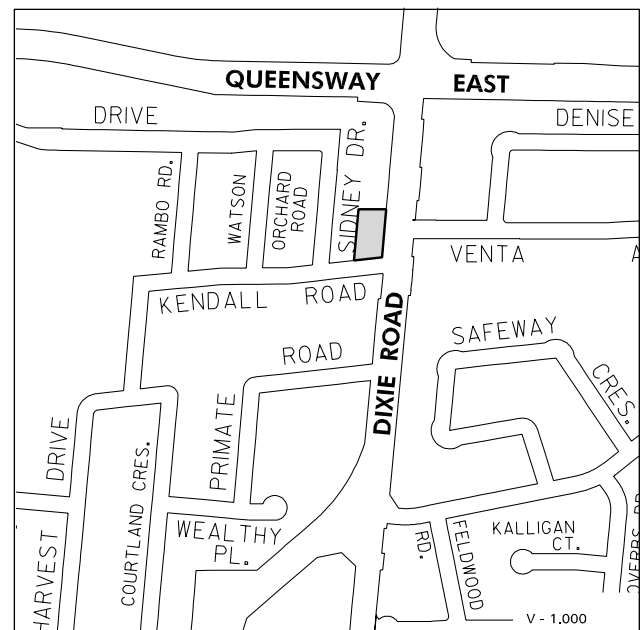 QUEENSWAY EAST
DRIVE
DENISE
SIDNEY DR.
RAMBO RD.
WATSON
ORCHARD
ROAD
VENTA
KENDALL ROAD
ROAD
DIXIE ROAD
SAFEWAY
CRES.
PRIMATE
DRIVE
COURTLAND CRES.
HARVEST
WEALTHY
PL.
RD.
FELDWOOD
KALLIGAN
CT.
V - 1,000